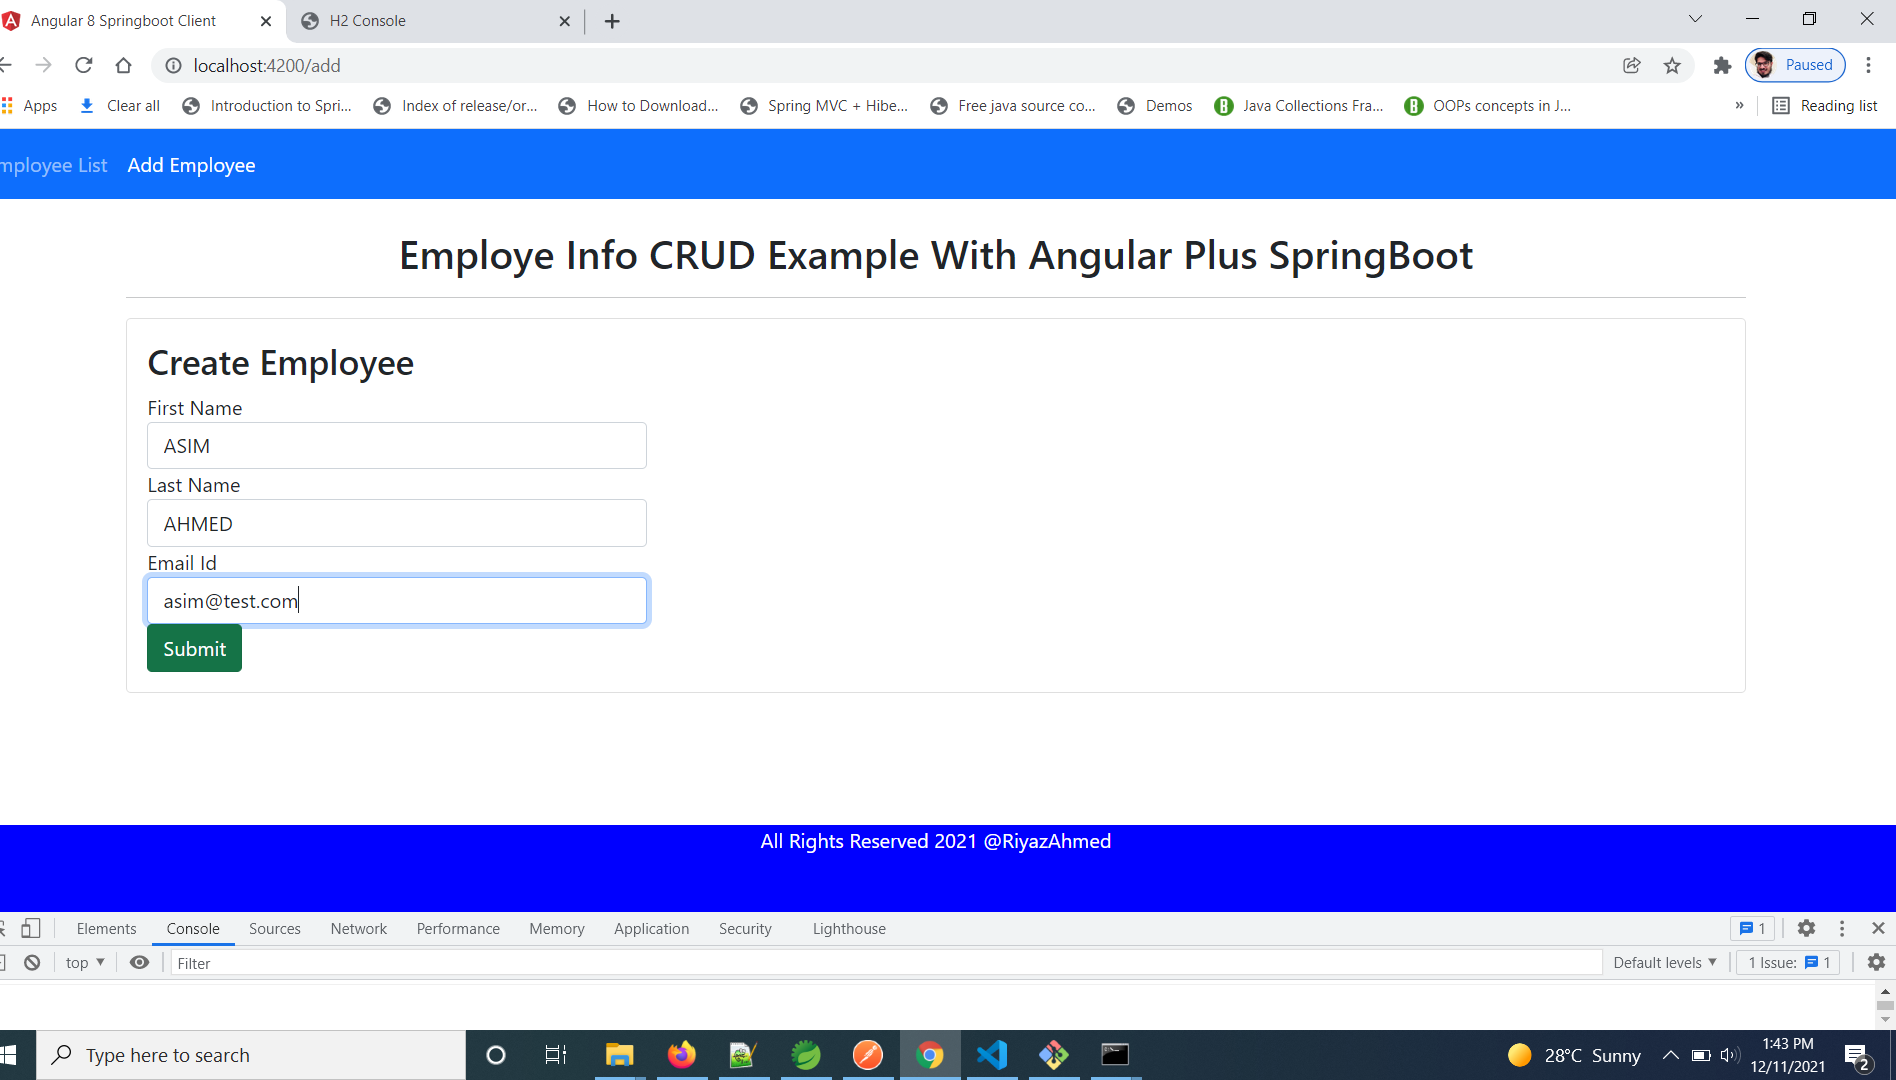 Angular 8 Springboot Client
H2 Console
localhost:4200/add
Paused
Apps
Clear all
Introduction to Spri...
Index of release/or...
How to Download...
Spring MVC + Hibe...
Free java source co...
Demos
Java Collections Fra...
OOPs concepts in J...
»
Reading list
mployee List
Add Employee
Employe Info CRUD Example With Angular Plus SpringBoot
Create Employee
First Name
ASIM
Last Name
AHMED
Email Id
asim@test.com
Submit
All Rights Reserved 2021 @RiyazAhmed
Elements
Console
Sources
Network
Performance
Memory
Application
Security
Lighthouse
1
top
Filter
Default levels
1 Issue: 1
Type here to search
28°C Sunny
1:43 PM
12/11/2021
2